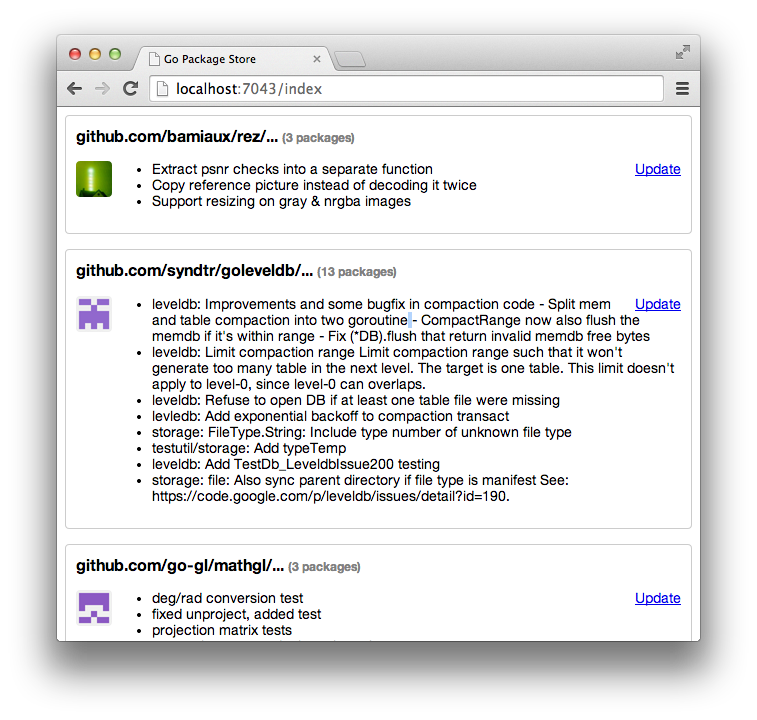 Go Package Store
localhost:7043/index
github.com/bamiaux/rez/... (3 packages)
• Extract psnr checks into a separate function
Update
• Copy reference picture instead of decoding it twice
• Support resizing on gray & nrgba images
github.com/syndtr/goleveldb/... (13 packages)
• leveldb: Improvements and some bugfix in compaction code - Split mem
Update
and table compaction into two goroutine - CompactRange now also flush the
memdb if it's within range - Fix (*DB).flush that return invalid memdb free bytes
• leveldb: Limit compaction range Limit compaction range such that it won't
generate too many table in the next level. The target is one table. This limit doesn't
apply to level-0, since level-0 can overlaps.
• leveldb: Refuse to open DB if at least one table file were missing
• levledb: Add exponential backoff to compaction transact
• storage: FileType.String: Include type number of unknown file type
• testutil/storage: Add typeTemp
• leveldb: Add TestDb_LeveldbIssue200 testing
• storage: file: Also sync parent directory if file type is manifest See:
https://code.google.com/p/leveldb/issues/detail?id=190.
github.com/go-gl/mathgl/... (3 packages)
• deg/rad conversion test
Update
• fixed unproject, added test
• projection matrix tests